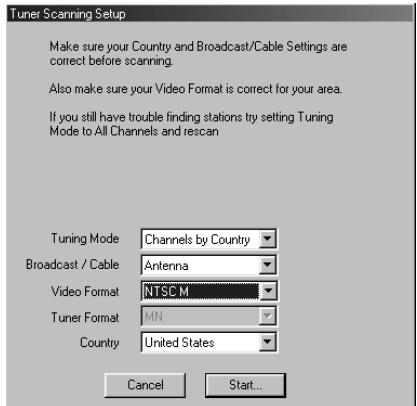 Tuner Scanning Setup
Make sure your Country and Broadcast/Cable Settings are
correct before scanning.
Also make sure your Video Format is correct for your area.
If you still have trouble finding stations try setting Tuning
Mode to All Channels and rescan
Tuning Mode Channels by Country
Broadcast / Cable Antenna
Video Format NTSC M
Tuner Format MN
Country United States
Cancel Start...